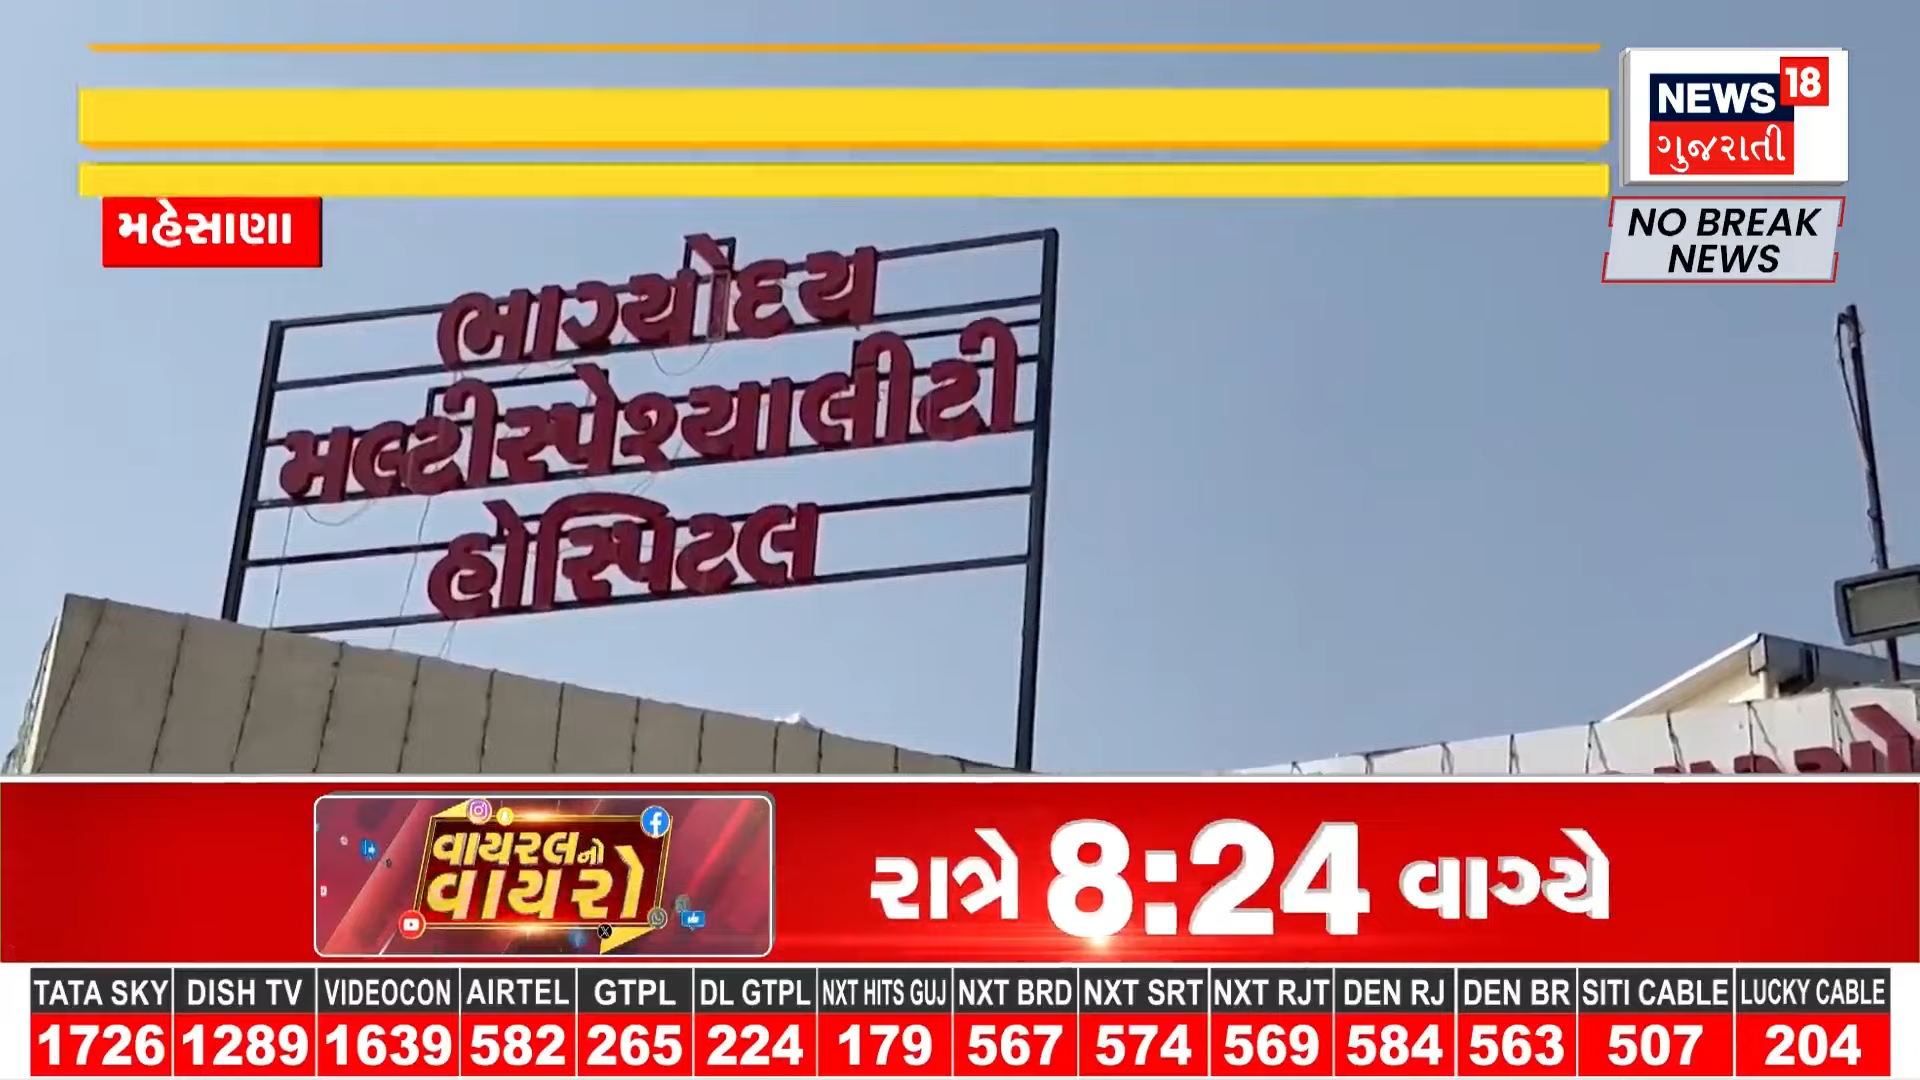 NEWS 18
ગુજરાતી
NO BREAK
NEWS
મહેસાણા
ભાગ્યોદય
મલ્ટીસ્પેશ્યાલીટી
હોસ્પિટલ
વાયરલનો
વાયરો
રાત્રે 8:24 વાગ્યે
TATA SKY DISH TV VIDEOCON AIRTEL GTPL DL GTPL NXT HITS GUJ NXT BRD NXT SRT NXT RJT DEN RJ DEN BR SITI CABLE LUCKY CABLE
1726 1289 1639 582 265 224 179 567 574 569 584 563 507 204